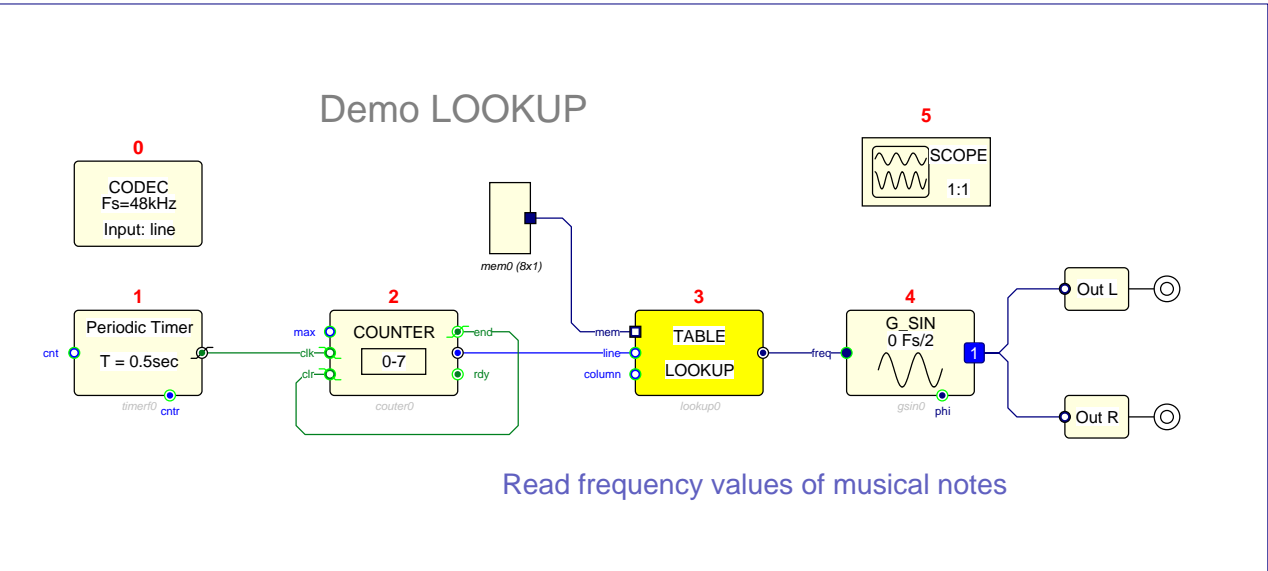 Demo LOOKUP
0
CODEC
Fs=48kHz
Input: line
5
SCOPE
1:1
mem0 (8x1)
1
Periodic Timer
T = 0.5sec
cnt
cntr
timerf0
2
COUNTER
0-7
max
clk
clr
end
rdy
couter0
3
TABLE
LOOKUP
mem
line
column
lookup0
4
G_SIN
0 Fs/2
freq
1
phi
gsin0
Out L
Out R
Read frequency values of musical notes